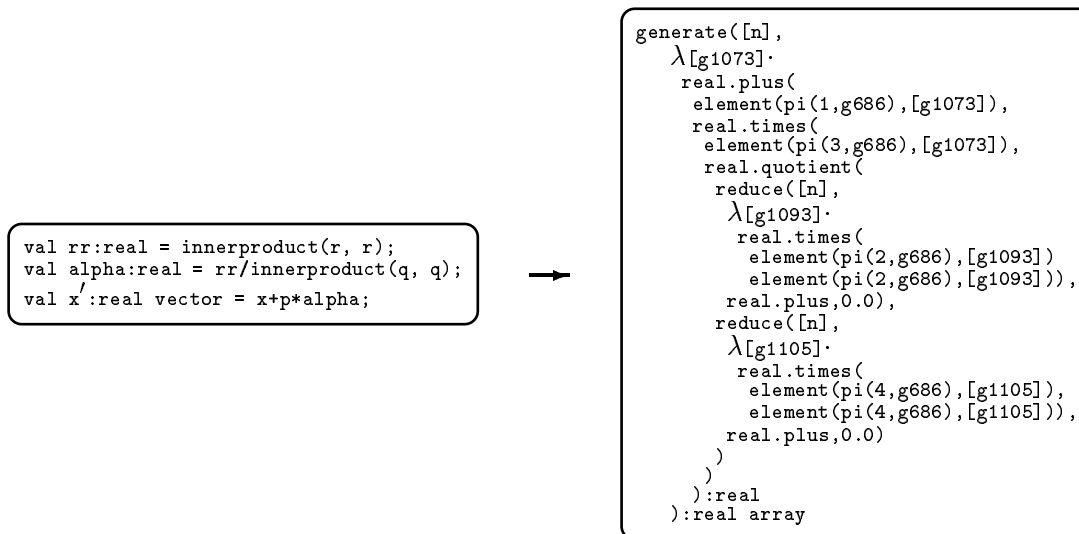 val rr:real = innerproduct(r, r);
val alpha:real = rr/innerproduct(q, q);
val x′:real vector = x+p*alpha;
generate([n],
λ[g1073]·
real.plus(
element(pi(1,g686),[g1073]),
real.times(
element(pi(3,g686),[g1073]),
real.quotient(
reduce([n],
λ[g1093]·
real.times(
element(pi(2,g686),[g1093])
element(pi(2,g686),[g1093])),
real.plus,0.0),
reduce([n],
λ[g1105]·
real.times(
element(pi(4,g686),[g1105]),
element(pi(4,g686),[g1105])),
real.plus,0.0)
)
)
):real
):real array